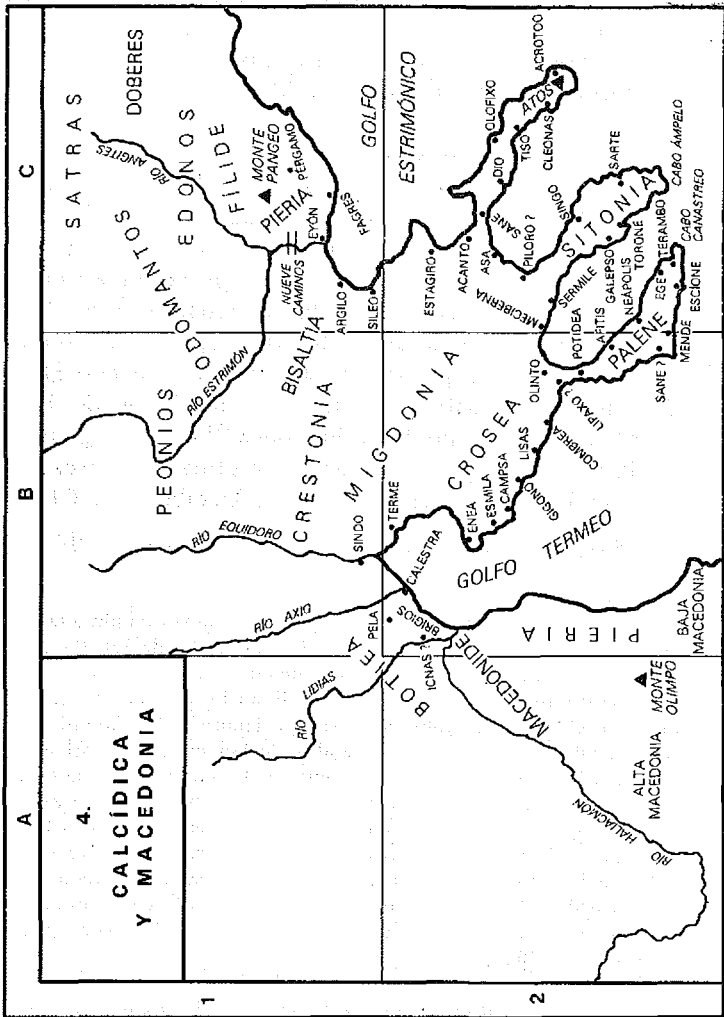 A
B
C
1
2
4.
CALCÍDICA
Y MACEDONIA
SATRAS
DOBERES
RÍO ANGITES
ODOMANTOS
EDONOS
FÍLIDE
MONTE
PANGEO
PÉRGAMO
PIERIA
EYÓN
FAGRES
NUEVE
CAMINOS
PEONIOS
RÍO ESTRIMÓN
BISALTIA
ARGILO
SILEO
GOLFO
ESTRIMÓNICO
CRESTONIA
MIGDONIA
RÍO EQUIDORO
SINDO
TERME
RÍO AXIO
CALESTRA
PELA
BRIGIOS
ICNAS ?
BOTIEA
RÍO LIDIAS
MACEDÓNIDE
RÍO HALIACMÓN
ALTA
MACEDONIA
MONTE
OLIMPO
PIERIA
BAJA
MACEDONIA
GOLFO
TERMEO
CROSEA
ENEA
ESMILA
CAMPSA
GIGONO
LISAS
COMBREA
LIPAXO ?
OLINTO
POTIDEA
AFITIS
NEÁPOLIS
EGE
TERAMBO
CABO
CANASTREO
ESCÍONE
MENDE
SANE ?
PALENE
MECIBERNA
SERMILE
GALEPSO
TORONE
SITONIA
CABO ÁMPELO
SARTE
SINGO
PILORO ?
ASA
SANE
ESTAGIRO
ACANTO
DIO
OLOFIXO
TISO
CLEONAS
ATOS
ACROTOO